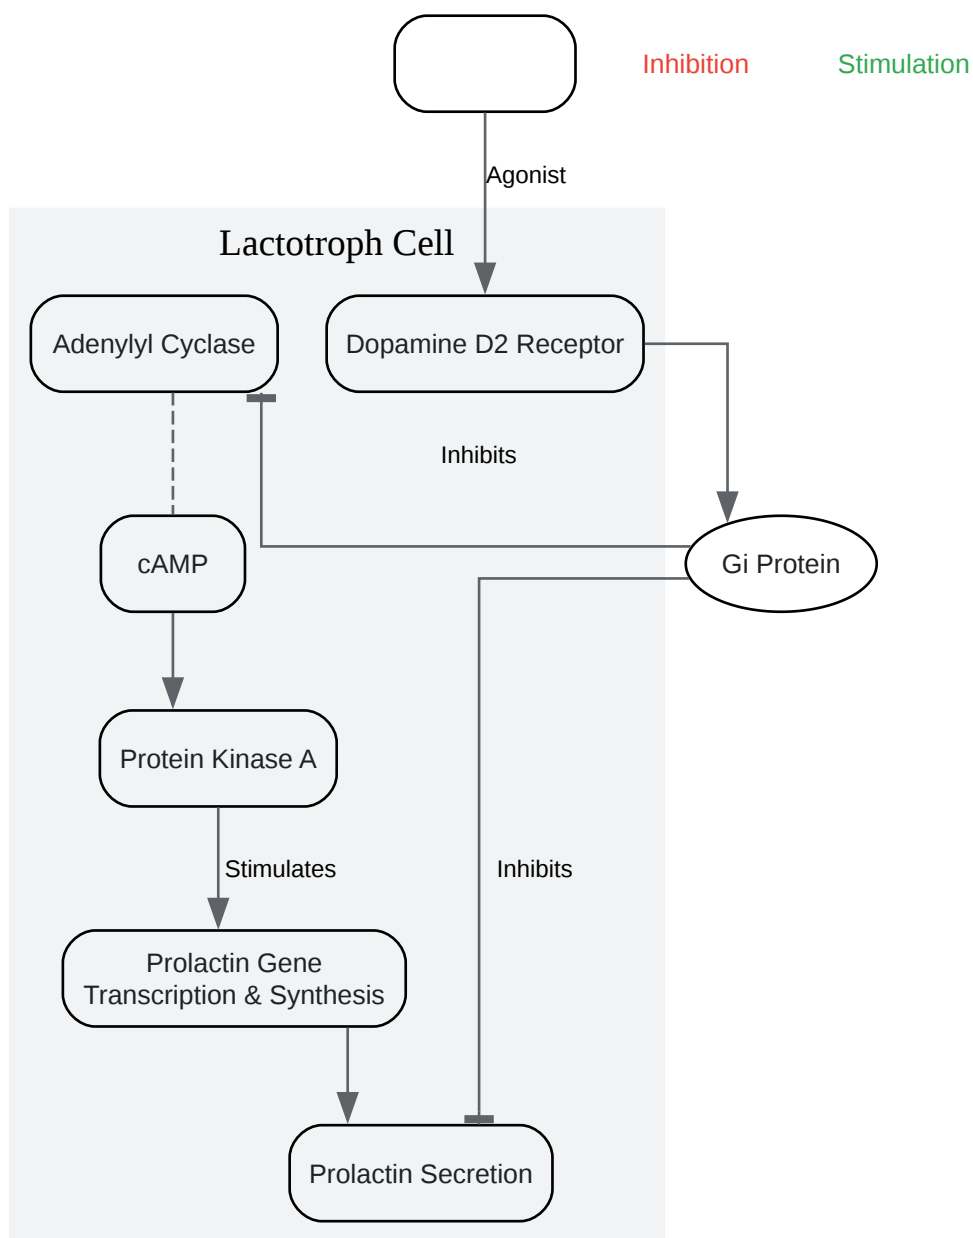 Inhibition
Stimulation
Agonist
Lactotroph Cell
Adenylyl Cyclase
Dopamine D2 Receptor
Inhibits
cAMP
Gi Protein
Protein Kinase A
Stimulates
Inhibits
Prolactin Gene
Transcription & Synthesis
Prolactin Secretion